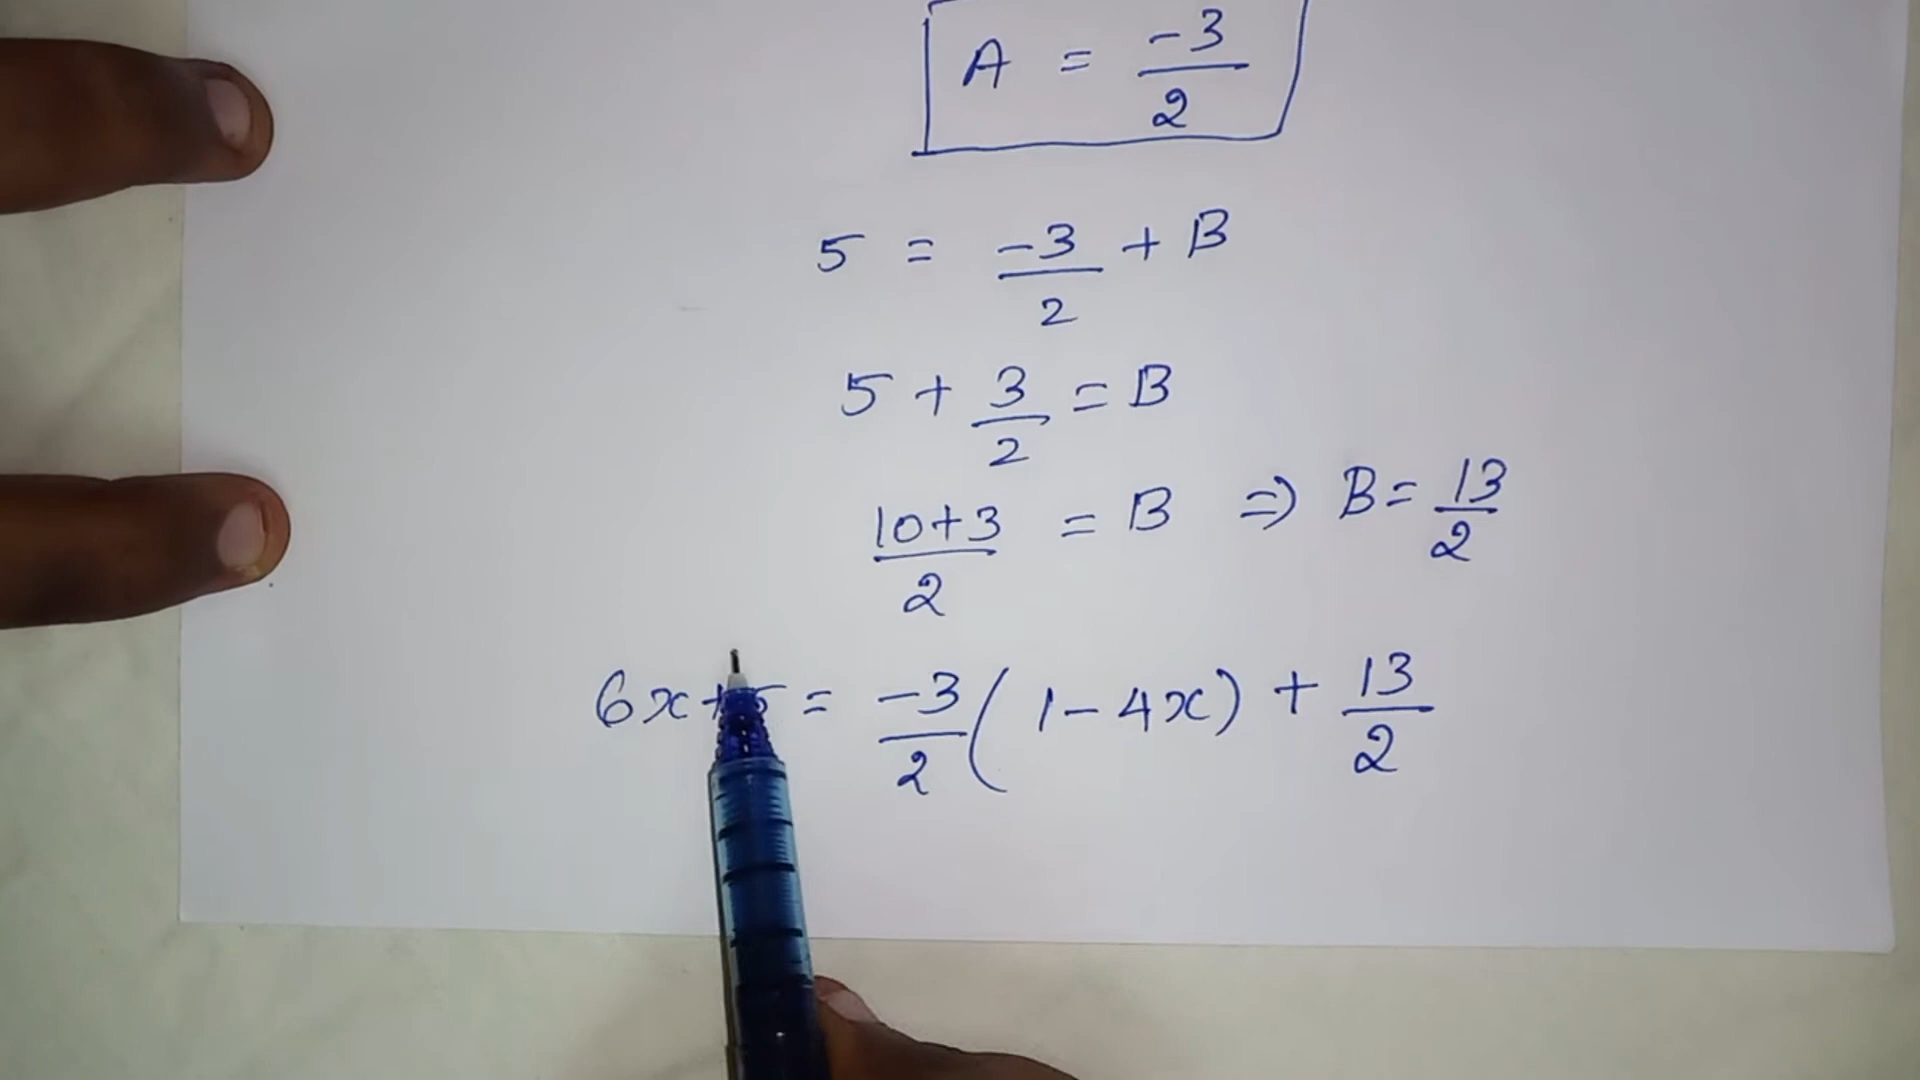 A = -3/2
5 = -3/2 + B
5 + 3/2 = B
10+3/2 = B ⇒ B = 13/2
6x+5 = -3/2 (1-4x) + 13/2